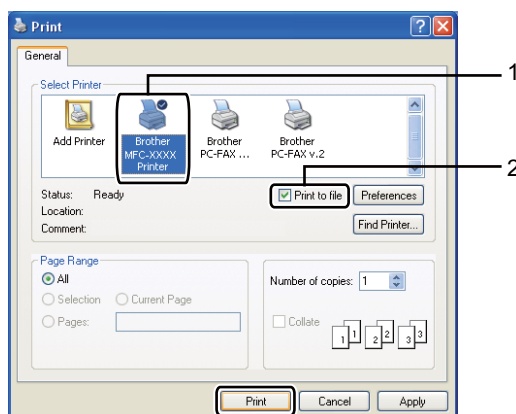 Print
General
Select Printer
1
Add Printer
Brother MFC-XXXX Printer
Brother PC-FAX ...
Brother PC-FAX v.2
2
Status: Ready
Print to file
Preferences
Location:
Comment:
Find Printer...
Page Range
All
Number of copies: 1
Selection
Current Page
Pages:
Collate
1 1 2 2 3 3
Print
Cancel
Apply